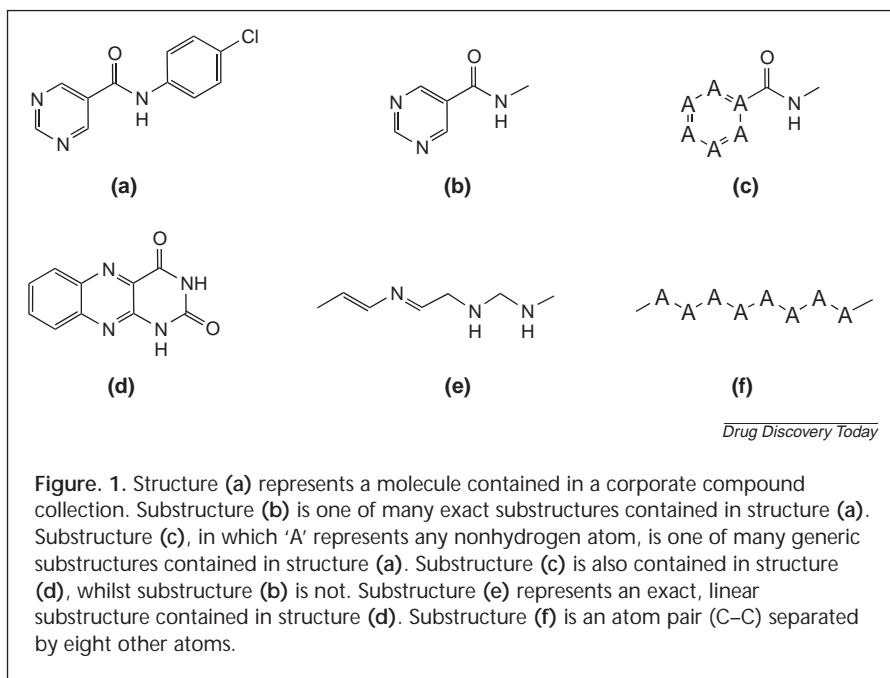 O
Cl
N
N
H
N
(a)
O
N
N
H
N
(b)
O
A
A
A
N
A
A
H
A
(c)
O
N
NH
N
N
O
H
(d)
N
N
N
H
H
(e)
A
A
A
A
A
A
A
A
(f)
Drug Discovery Today
Figure. 1. Structure (a) represents a molecule contained in a corporate compound
collection. Substructure (b) is one of many exact substructures contained in structure (a).
Substructure (c), in which ‘A’ represents any nonhydrogen atom, is one of many generic
substructures contained in structure (a). Substructure (c) is also contained in structure
(d), whilst substructure (b) is not. Substructure (e) represents an exact, linear
substructure contained in structure (d). Substructure (f) is an atom pair (C–C) separated
by eight other atoms.